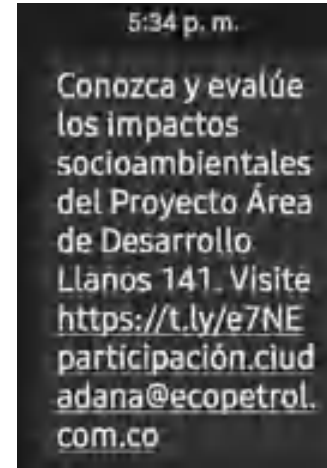 5:34 p. m.
Conozca y evalúe
los impactos
socioambientales
del Proyecto Área
de Desarrollo
Llanos 141. Visite
https://t.ly/e7NE
participación.ciud
adana@ecopetrol.
com.co